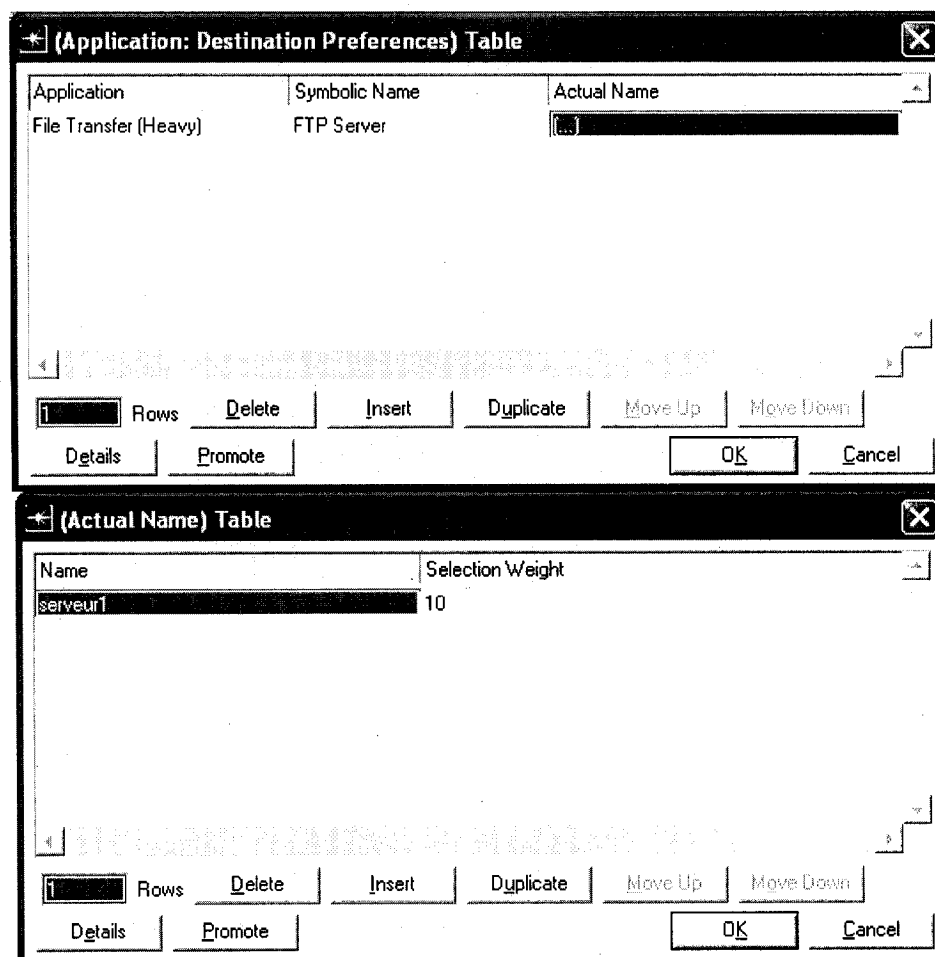 (Application: Destination Preferences) Table
Application Symbolic Name Actual Name
File Transfer (Heavy) FTP Server (...)
1 Rows Delete Insert Duplicate Move Up Move Down
Details Promote OK Cancel
(Actual Name) Table
Name Selection Weight
serveur1 10
1 Rows Delete Insert Duplicate Move Up Move Down
Details Promote OK Cancel